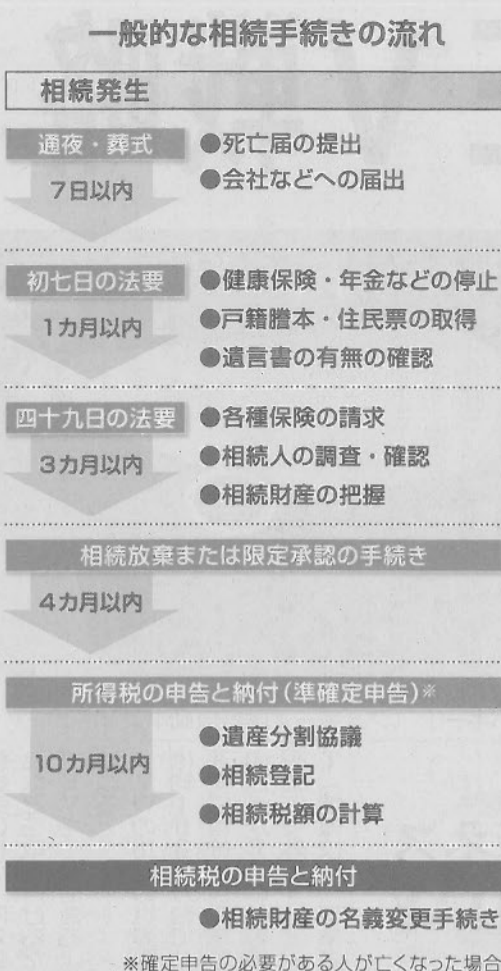 一般的な相続手続きの流れ
相続発生
通夜・葬式
●死亡届の提出
7日以内
●会社などへの届出
初七日の法要
●健康保険・年金などの停止
1カ月以内
●戸籍謄本・住民票の取得
●遺言書の有無の確認
四十九日の法要
●各種保険の請求
3カ月以内
●相続人の調査・確認
●相続財産の把握
相続放棄または限定承認の手続き
4カ月以内
所得税の申告と納付(準確定申告)※
●遺産分割協議
10カ月以内
●相続登記
●相続税額の計算
相続税の申告と納付
●相続財産の名義変更手続き
※確定申告の必要がある人が亡くなった場合